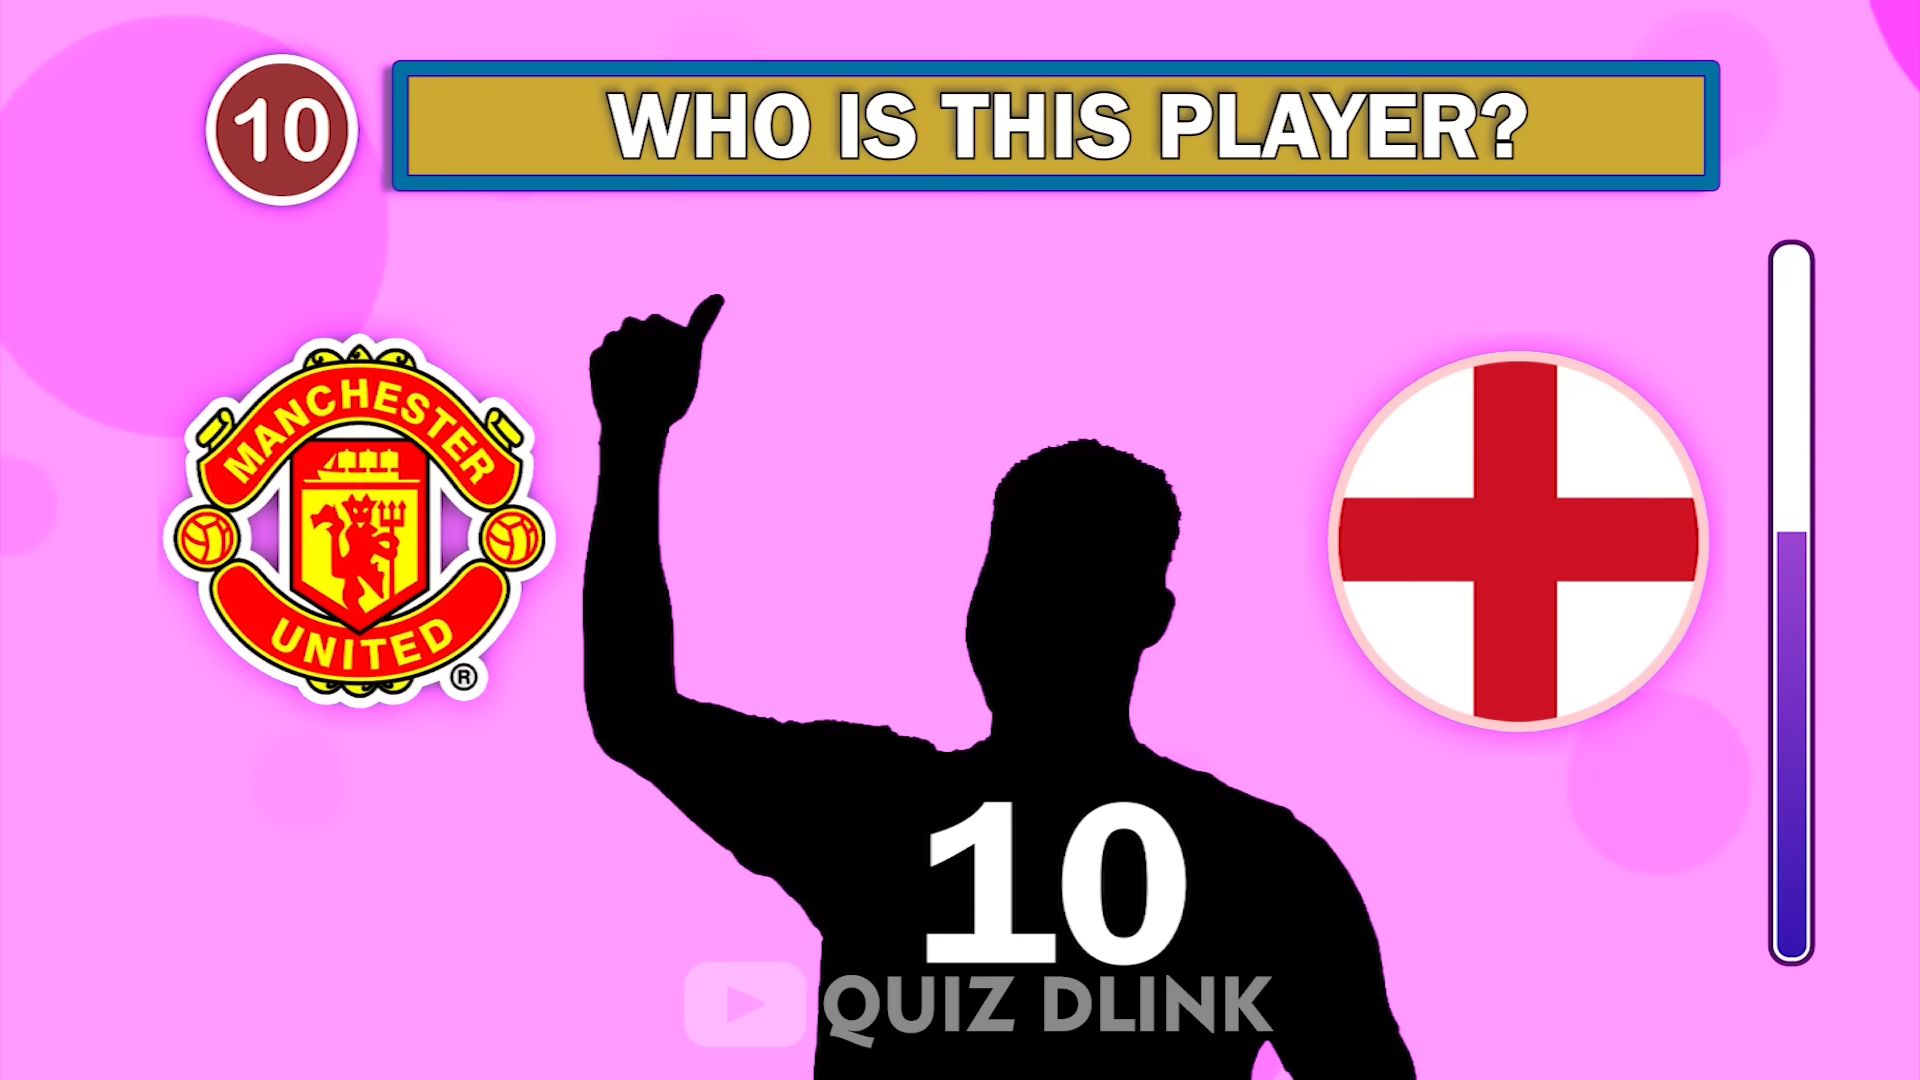 10
WHO IS THIS PLAYER?
MANCHESTER
UNITED
®
10
QUIZ DLINK